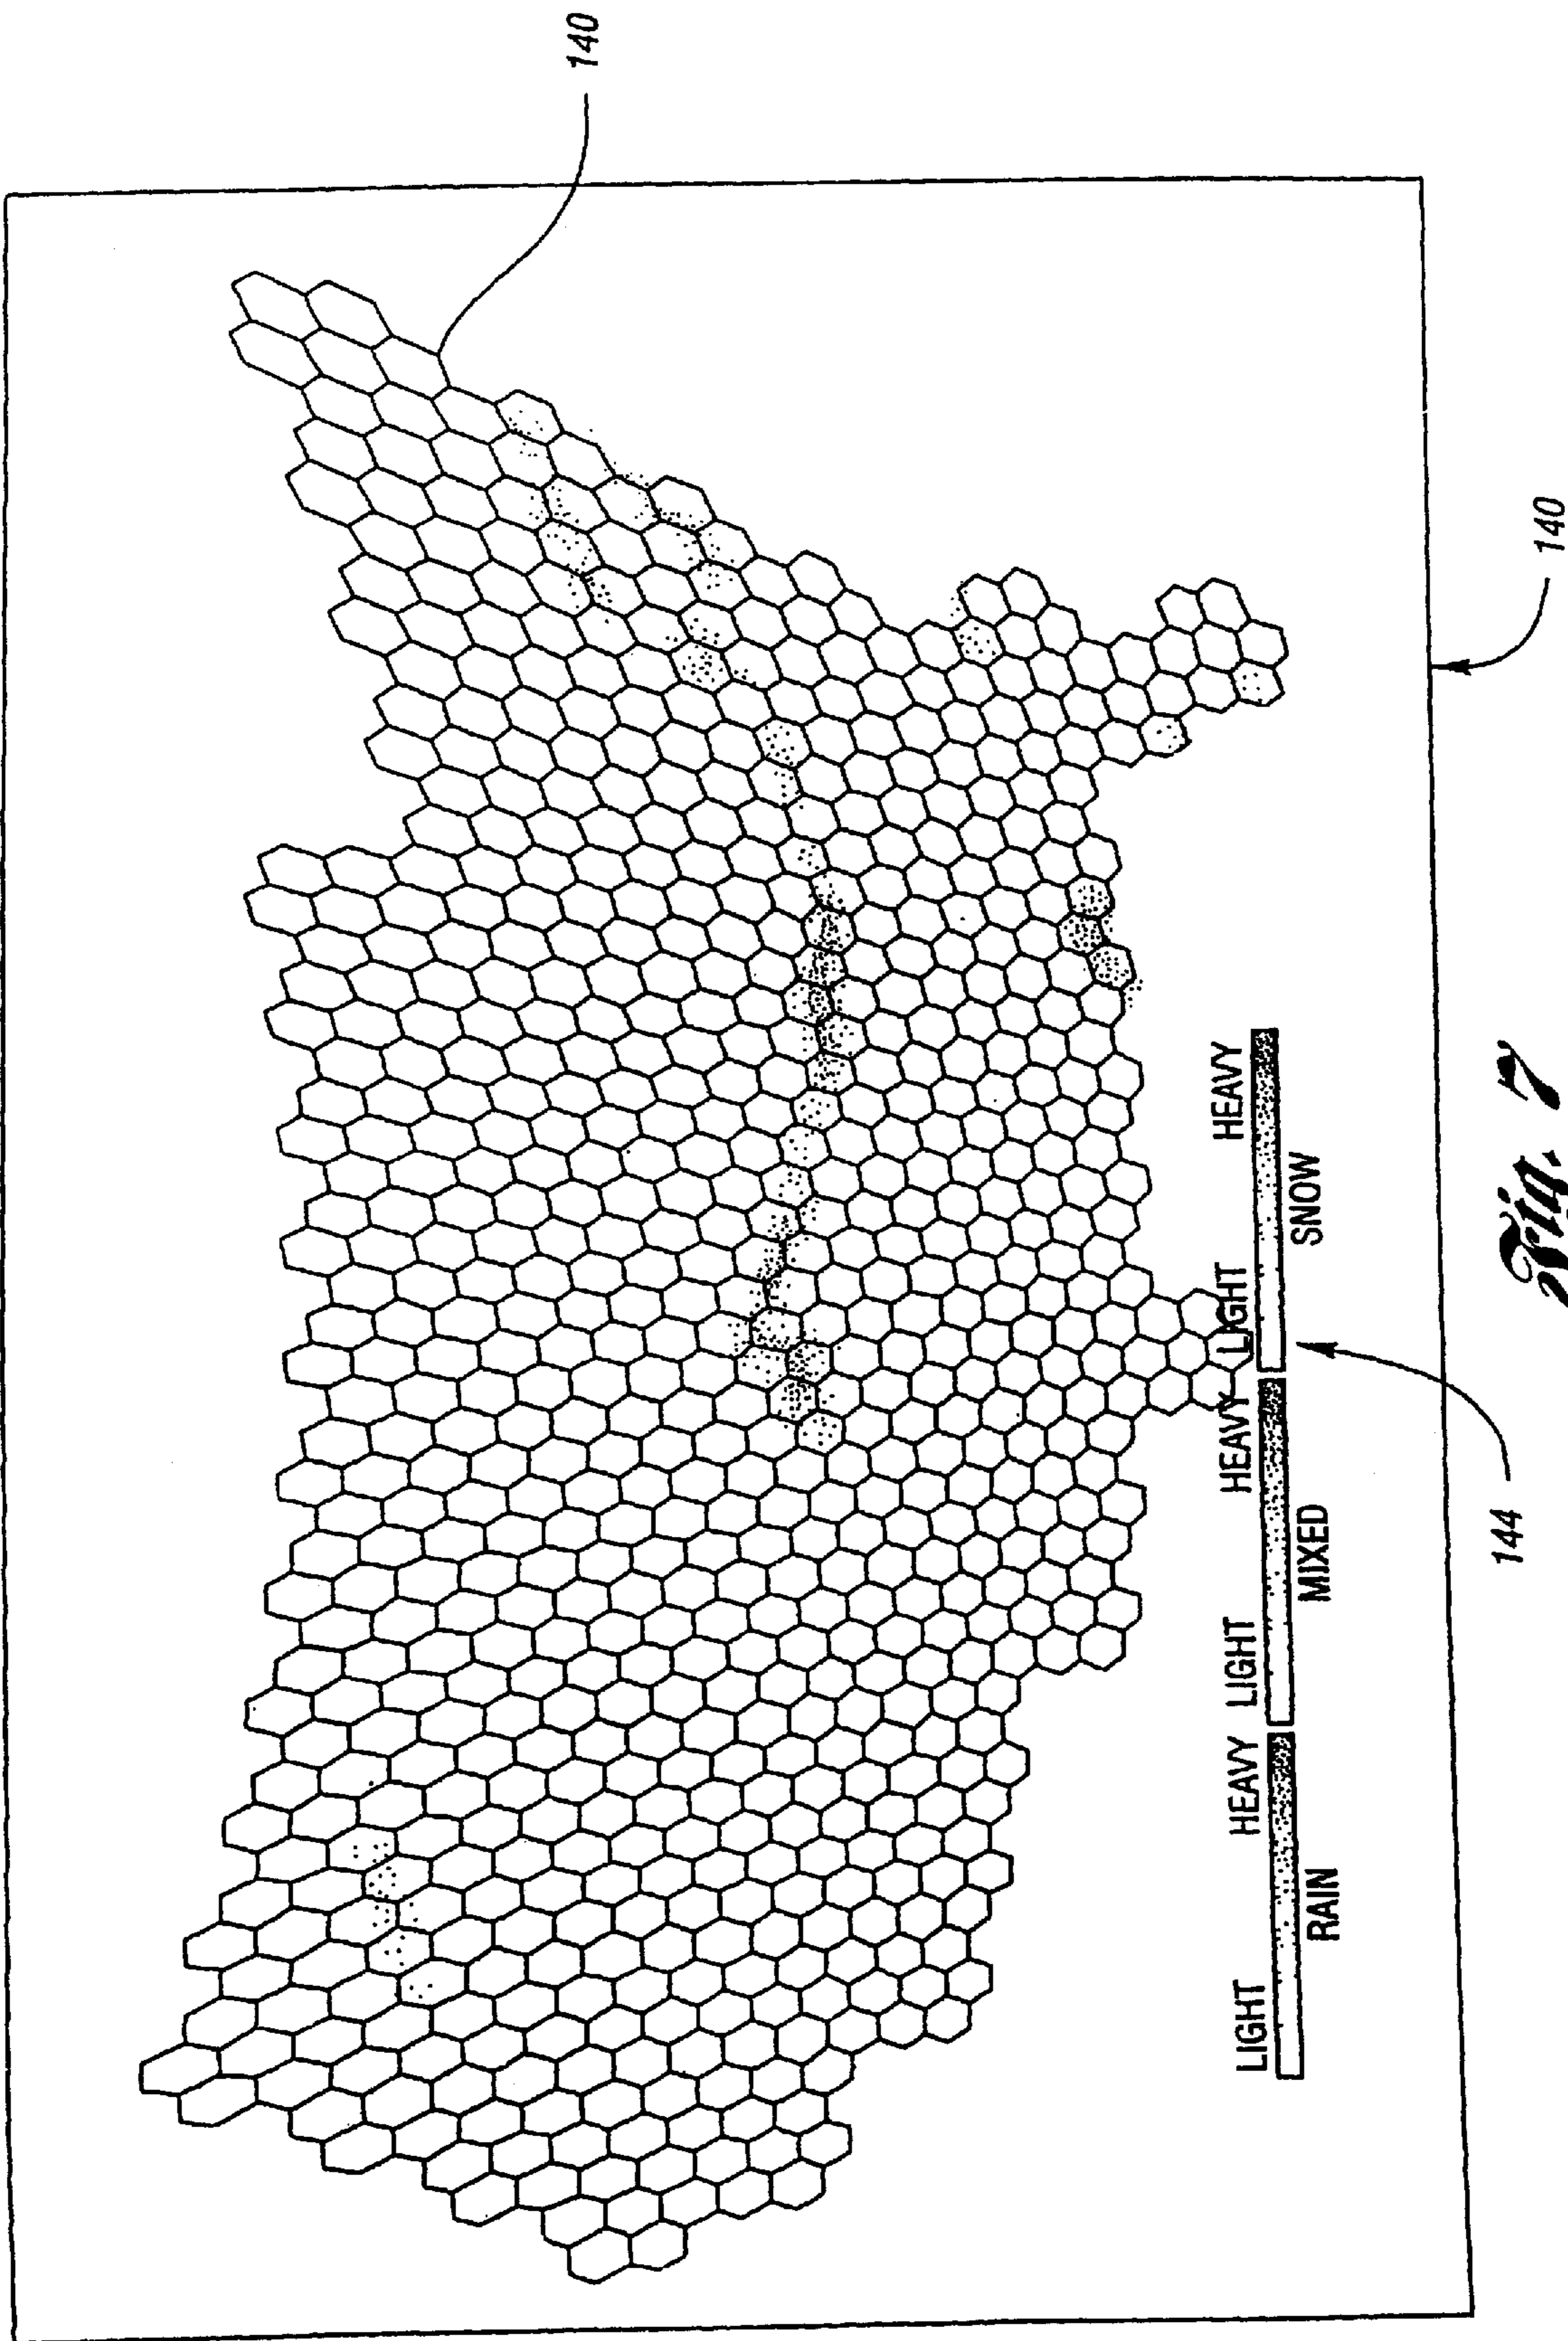 140
LIGHT HEAVY LIGHT HEAVY LIGHT HEAVY
RAIN MIXED SNOW
144
140
Fig. 7